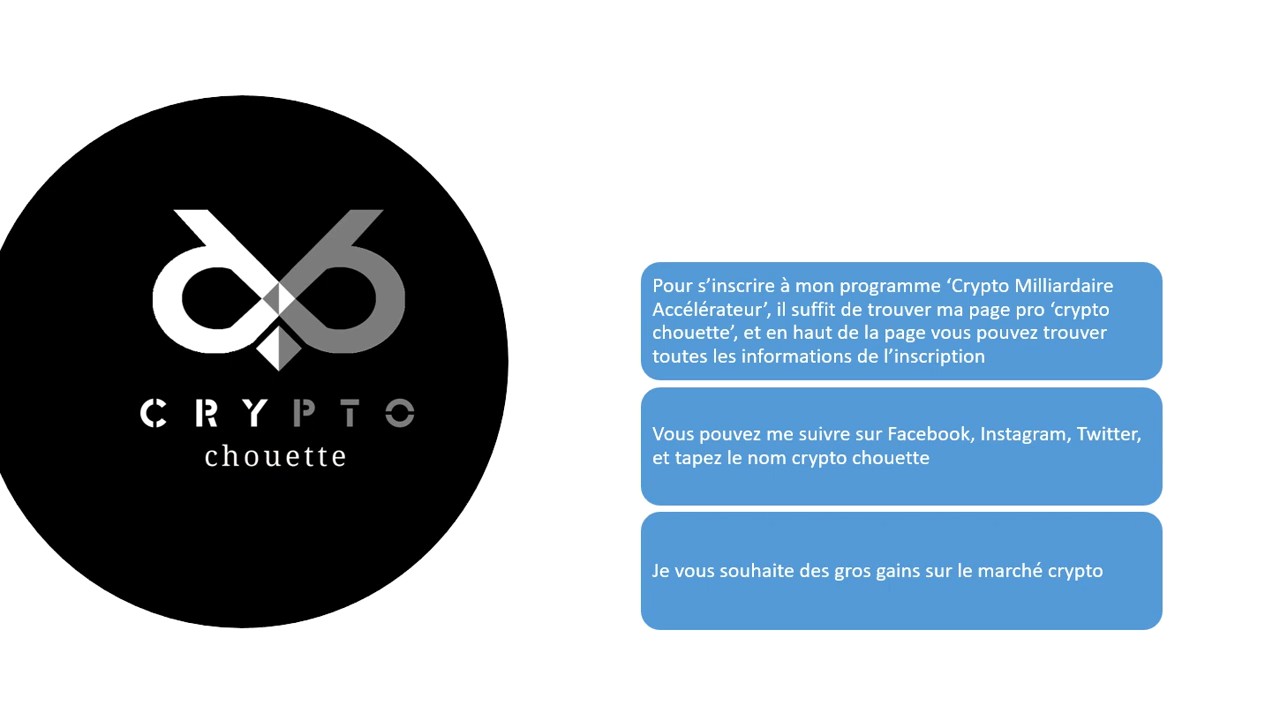 CRYPTO
chouette
Pour s’inscrire à mon programme ‘Crypto Milliardaire
Accélérateur’, il suffit de trouver ma page pro ‘crypto
chouette’, et en haut de la page vous pouvez trouver
toutes les informations de l’inscription
Vous pouvez me suivre sur Facebook, Instagram, Twitter,
et tapez le nom crypto chouette
Je vous souhaite des gros gains sur le marché crypto